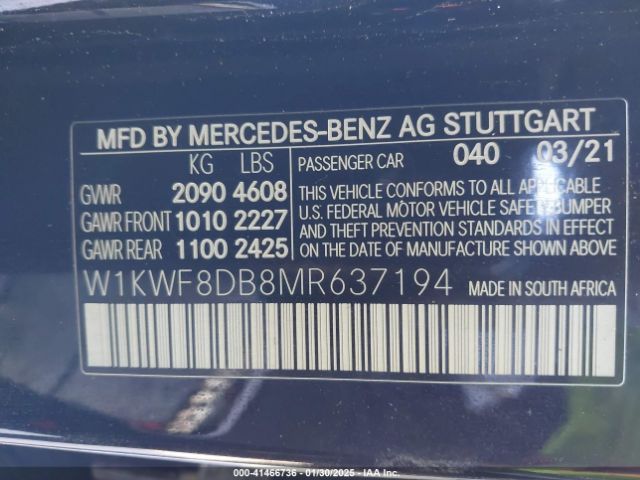 MFD BY MERCEDES-BENZ AG STUTTGART
KG LBS
GVWR 2090 4608
GAWR FRONT 1010 2227
GAWR REAR 1100 2425
PASSENGER CAR 040 03/21
THIS VEHICLE CONFORMS TO ALL APPLICABLE
U.S. FEDERAL MOTOR VEHICLE SAFETY, BUMPER
AND THEFT PREVENTION STANDARDS IN EFFECT
ON THE DATE OF MANUFACTURE SHOWN ABOVE
W1KWF8DB8MR637194 MADE IN SOUTH AFRICA
000-41466736 - 01/30/2025 - IAA Inc.